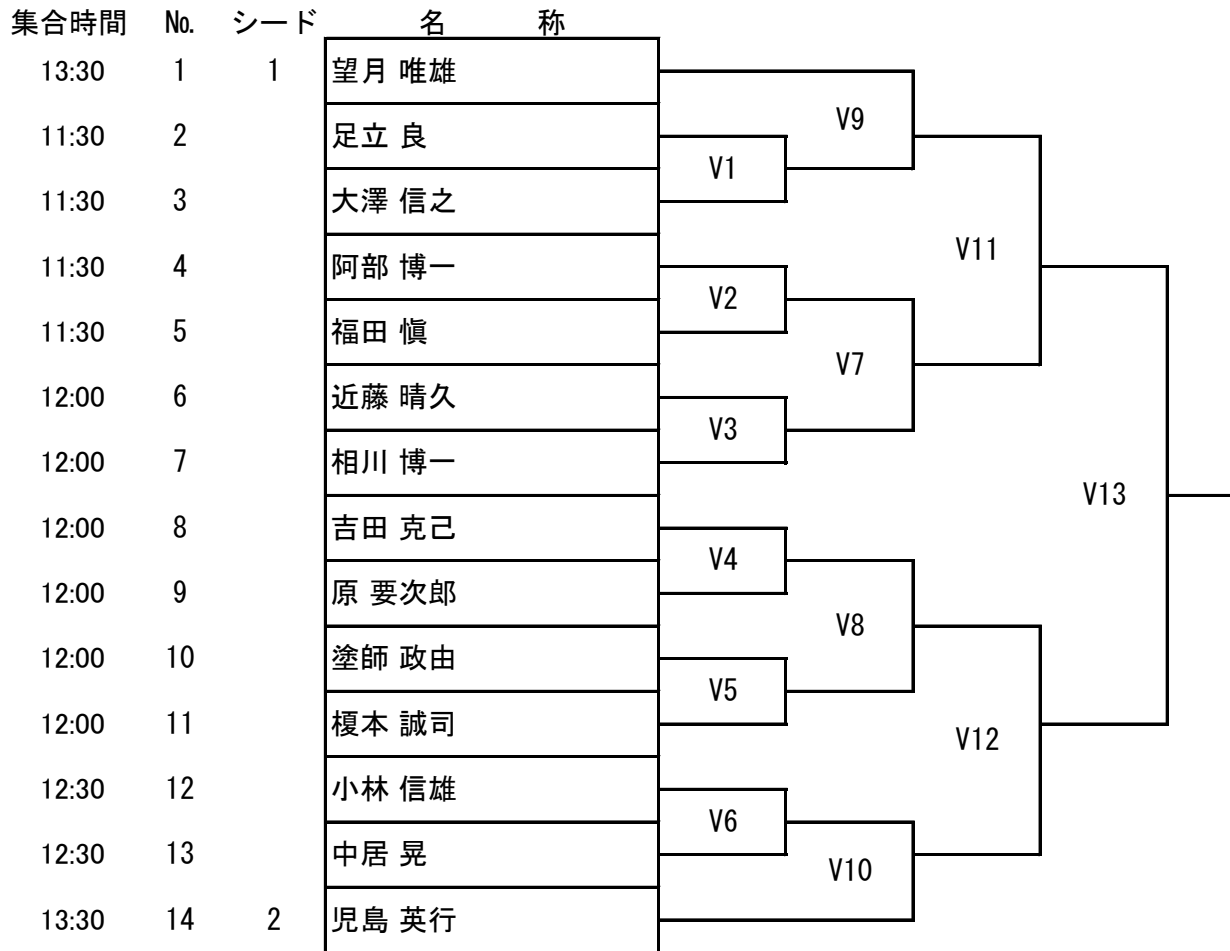 集合時間 №. シード 名 称
13:30 1 1 望月 唯雄
V9
11:30 2 足立 良
V1
11:30 3 大澤 信之
V11
11:30 4 阿部 博一
V2
11:30 5 福田 愼
V7
12:00 6 近藤 晴久
V3
12:00 7 相川 博一
V13
12:00 8 吉田 克己
V4
12:00 9 原 要次郎
V8
12:00 10 塗師 政由
V5
12:00 11 榎本 誠司
V12
12:30 12 小林 信雄
V6
12:30 13 中居 晃
V10
13:30 14 2 児島 英行